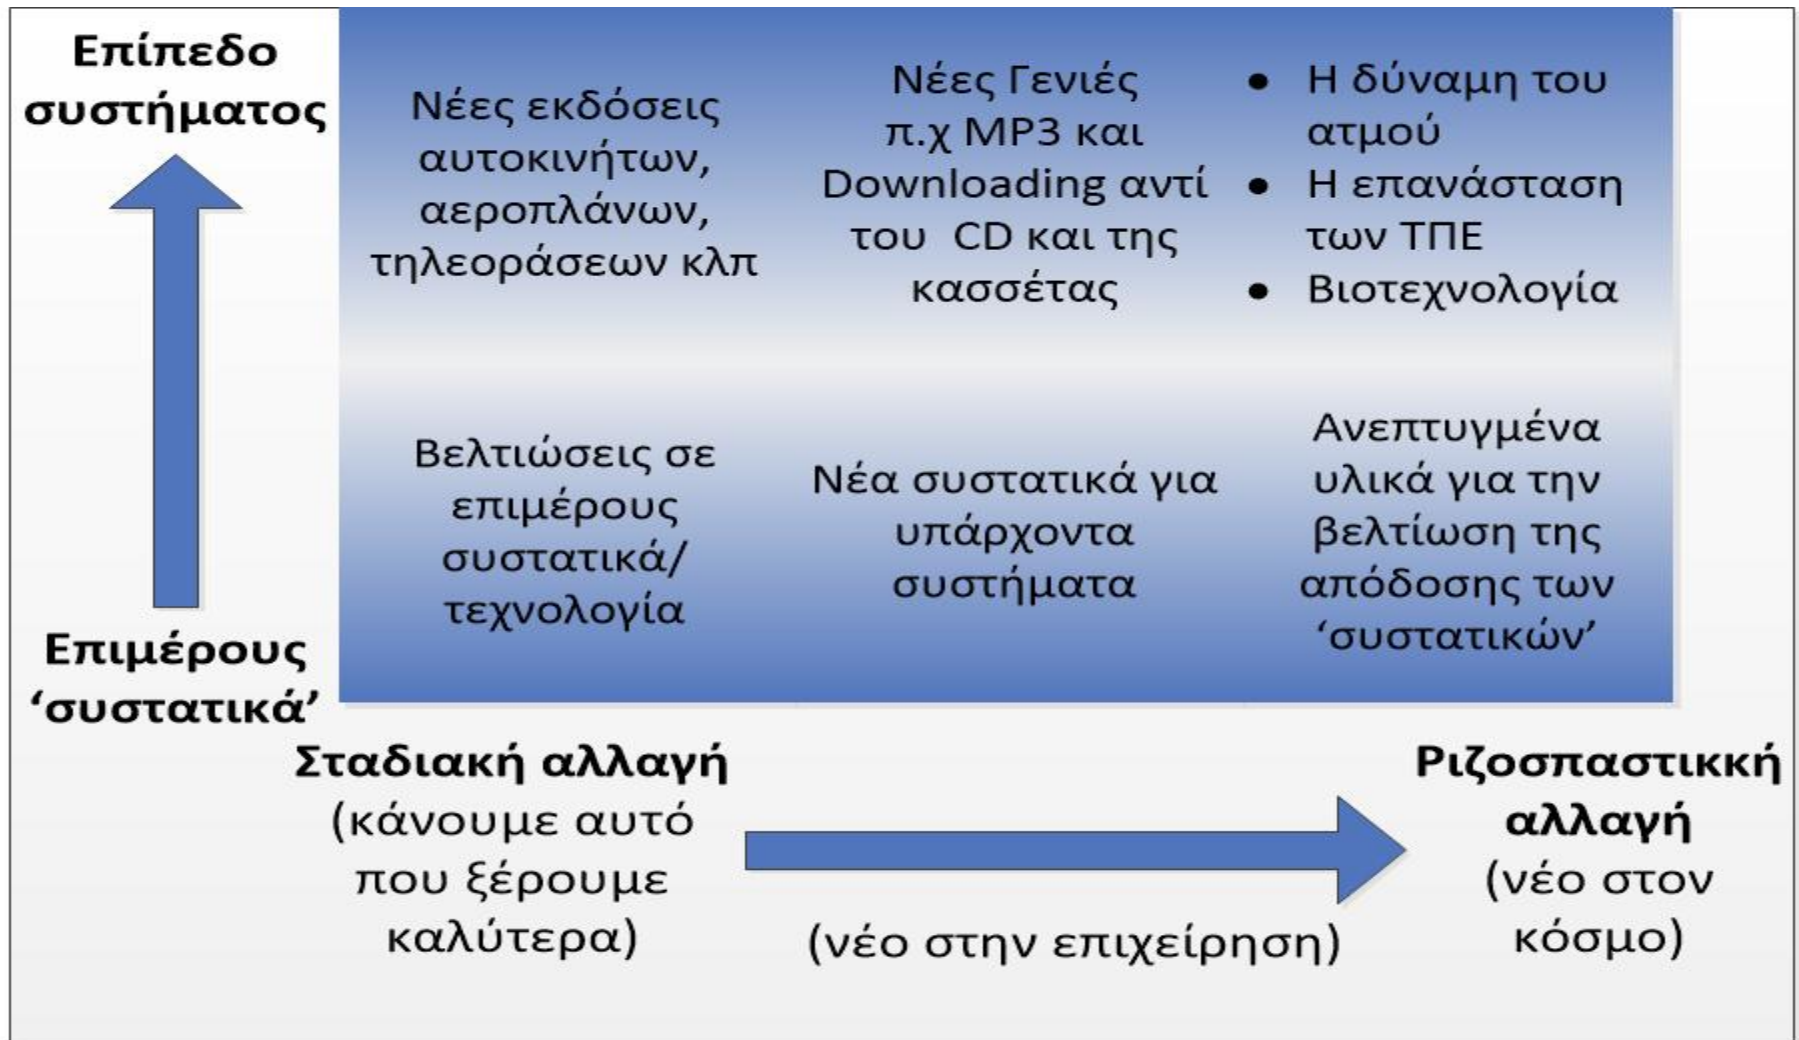 Επίπεδο
συστήματος
Νέες εκδόσεις
αυτοκινήτων,
αεροπλάνων,
τηλεοράσεων κλπ
Νέες Γενιές
π.χ MP3 και
Downloading αντί
του CD και της
κασσέτας
• Η δύναμη του
ατμού
• Η επανάσταση
των ΤΠΕ
• Βιοτεχνολογία
Επιμέρους
‘συστατικά’
Βελτιώσεις σε
επιμέρους
συστατικά/
τεχνολογία
Νέα συστατικά για
υπάρχοντα
συστήματα
Ανεπτυγμένα
υλικά για την
βελτίωση της
απόδοσης των
‘συστατικών’
Σταδιακή αλλαγή
(κάνουμε αυτό
που ξέρουμε
καλύτερα)
(νέο στην επιχείρηση)
Ριζοσπαστικκή
αλλαγή
(νέο στον
κόσμο)